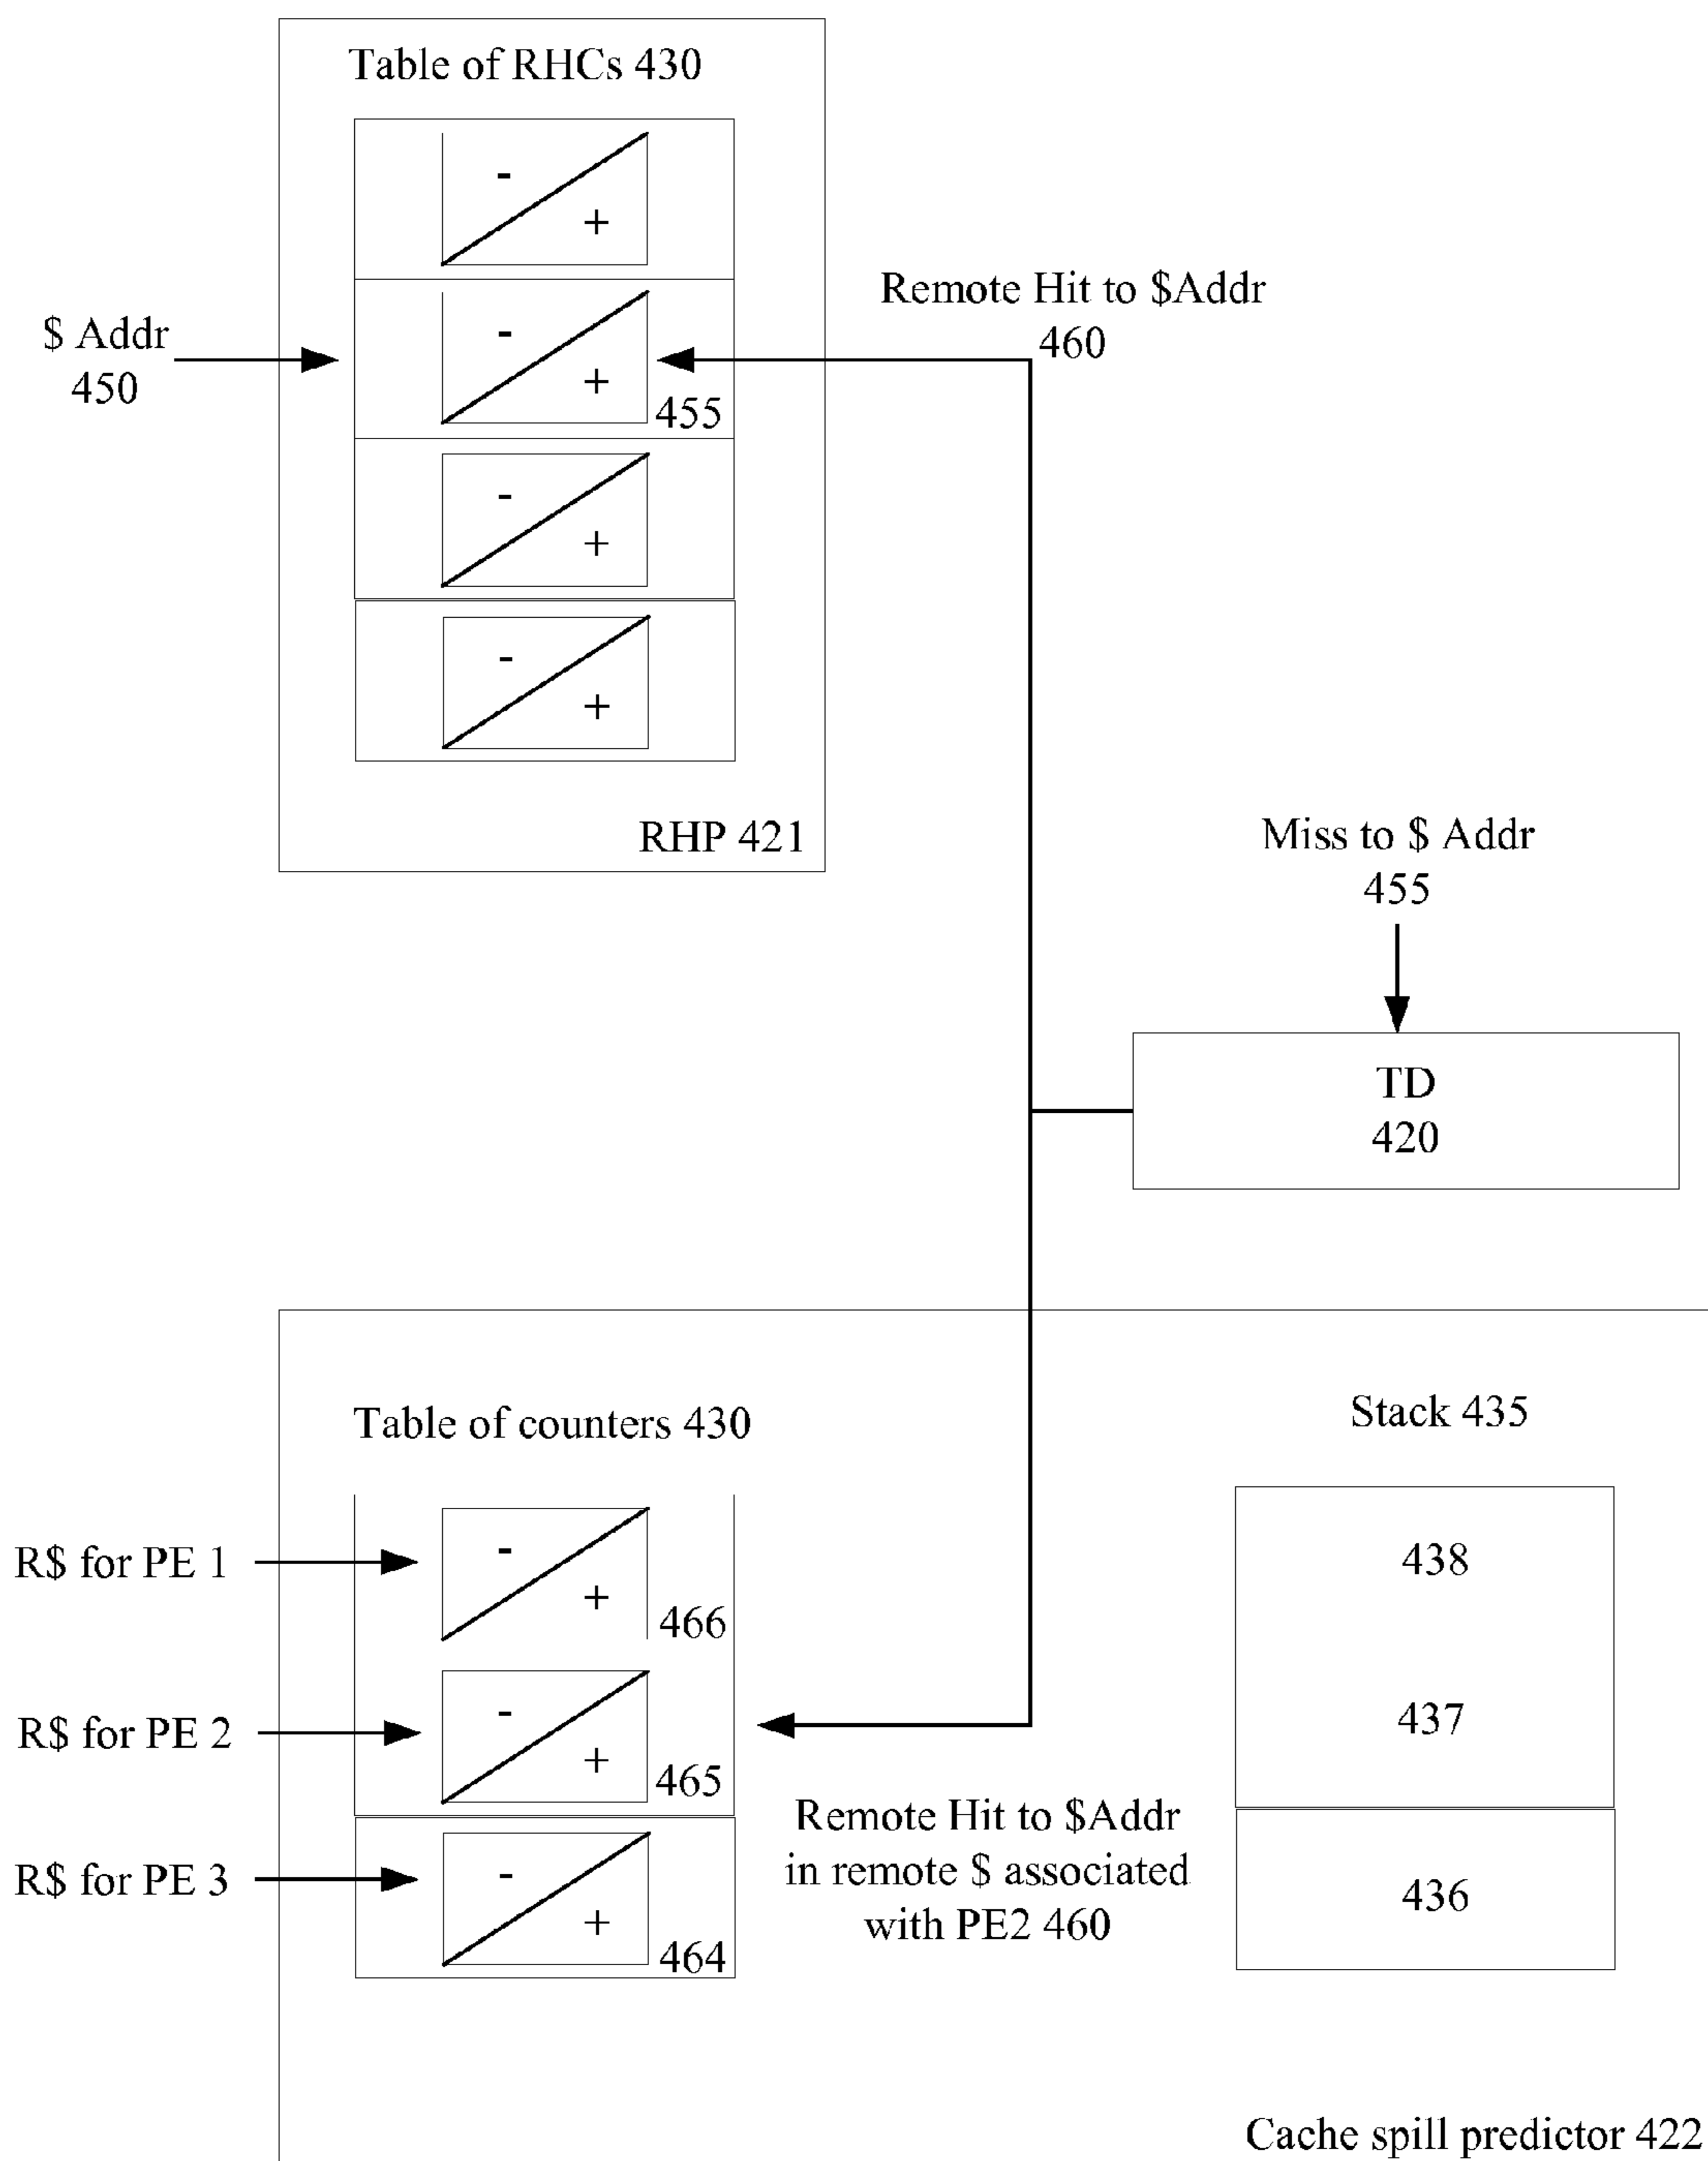 Table of RHCs 430
-
+
Remote Hit to $Addr
460
$ Addr
450
-
+
455
-
+
-
+
RHP 421
Miss to $ Addr
455
TD
420
Table of counters 430
Stack 435
R$ for PE 1
-
+
466
438
R$ for PE 2
-
+
465
437
Remote Hit to $Addr
in remote $ associated
with PE2 460
R$ for PE 3
-
+
464
436
Cache spill predictor 422